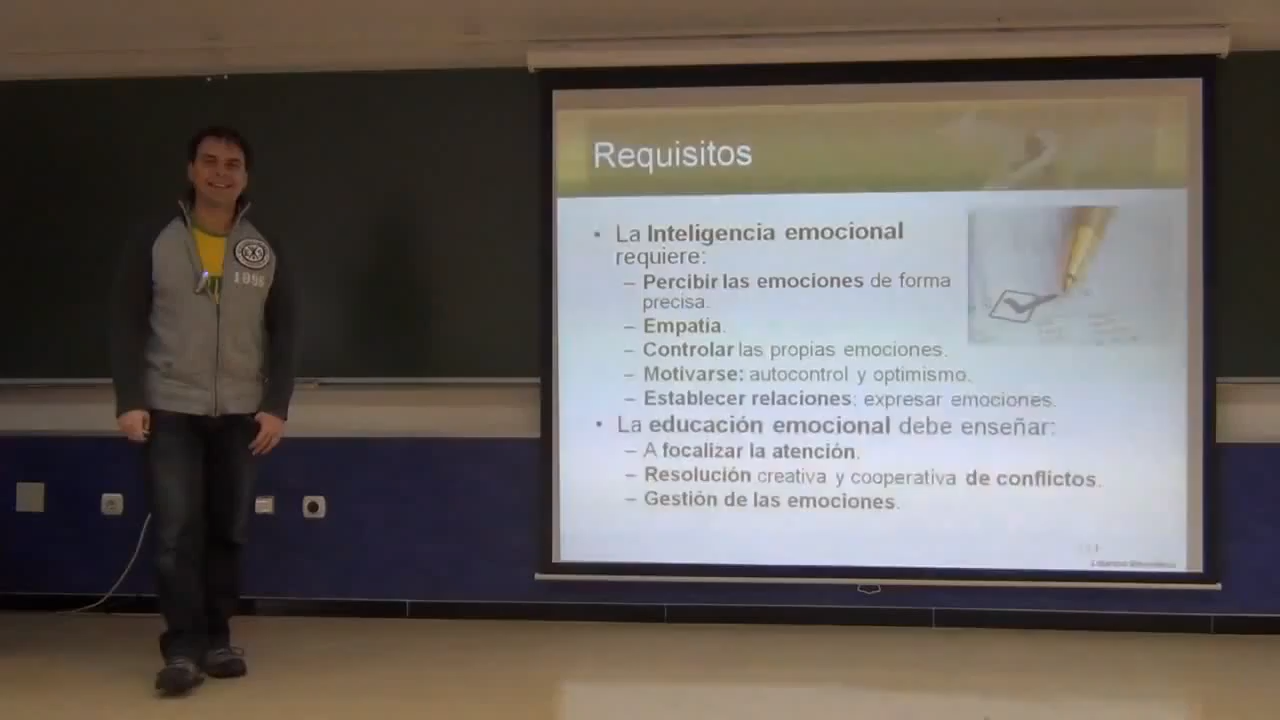 Requisitos
• La Inteligencia emocional
requiere:
– Percibir las emociones de forma
precisa.
– Empatia.
– Controlar las propias emociones.
– Motivarse: autocontrol y optimismo.
– Establecer relaciones: expresar emociones.
• La educación emocional debe enseñar:
– A focalizar la atención.
– Resolución creativa y cooperativa de conflictos.
– Gestión de las emociones.